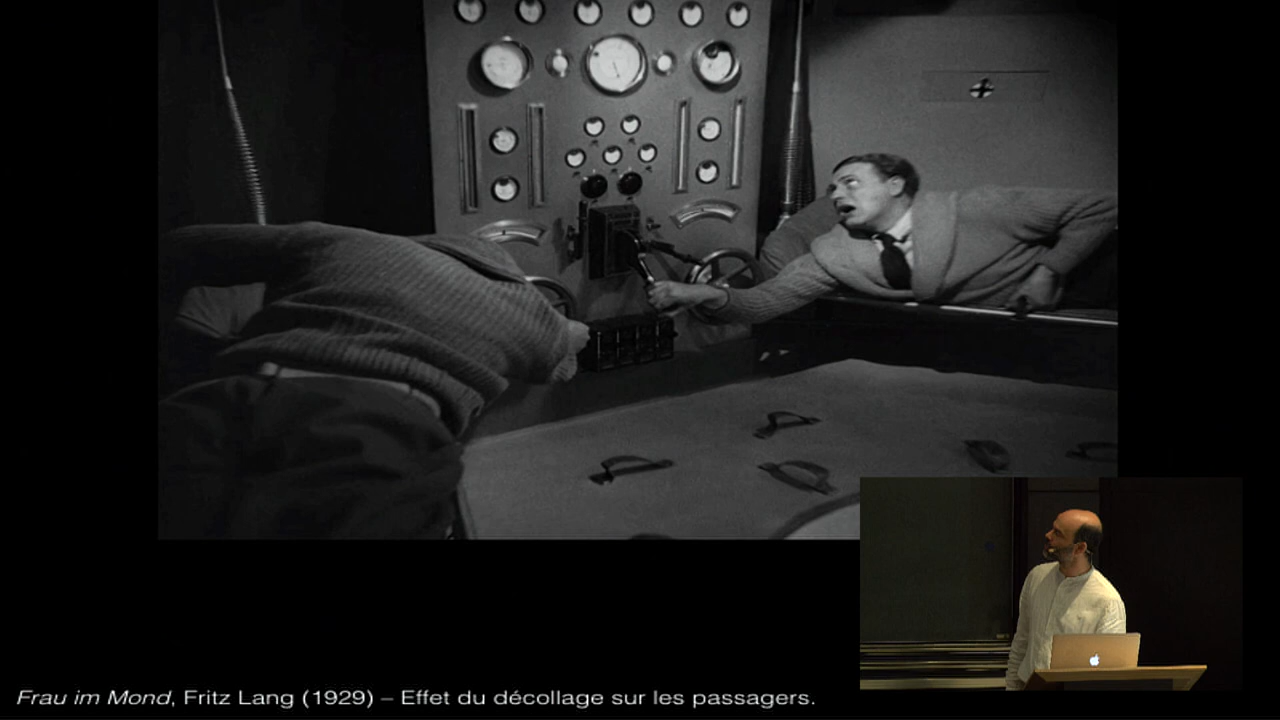 Frau im Mond, Fritz Lang (1929) – Effet du décollage sur les passagers.